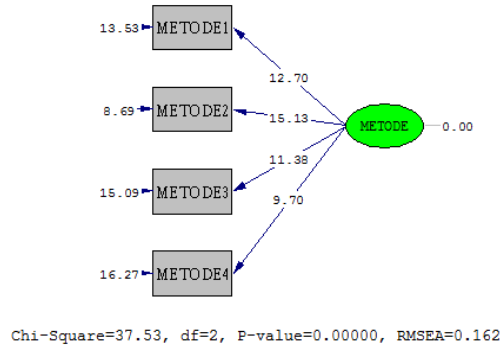 13.53 METODE1
12.70
8.69 METODE2
15.13
METODE 0.00
11.38
15.09 METODE3
9.70
16.27 METODE4
Chi-Square=37.53, df=2, P-value=0.00000, RMSEA=0.162